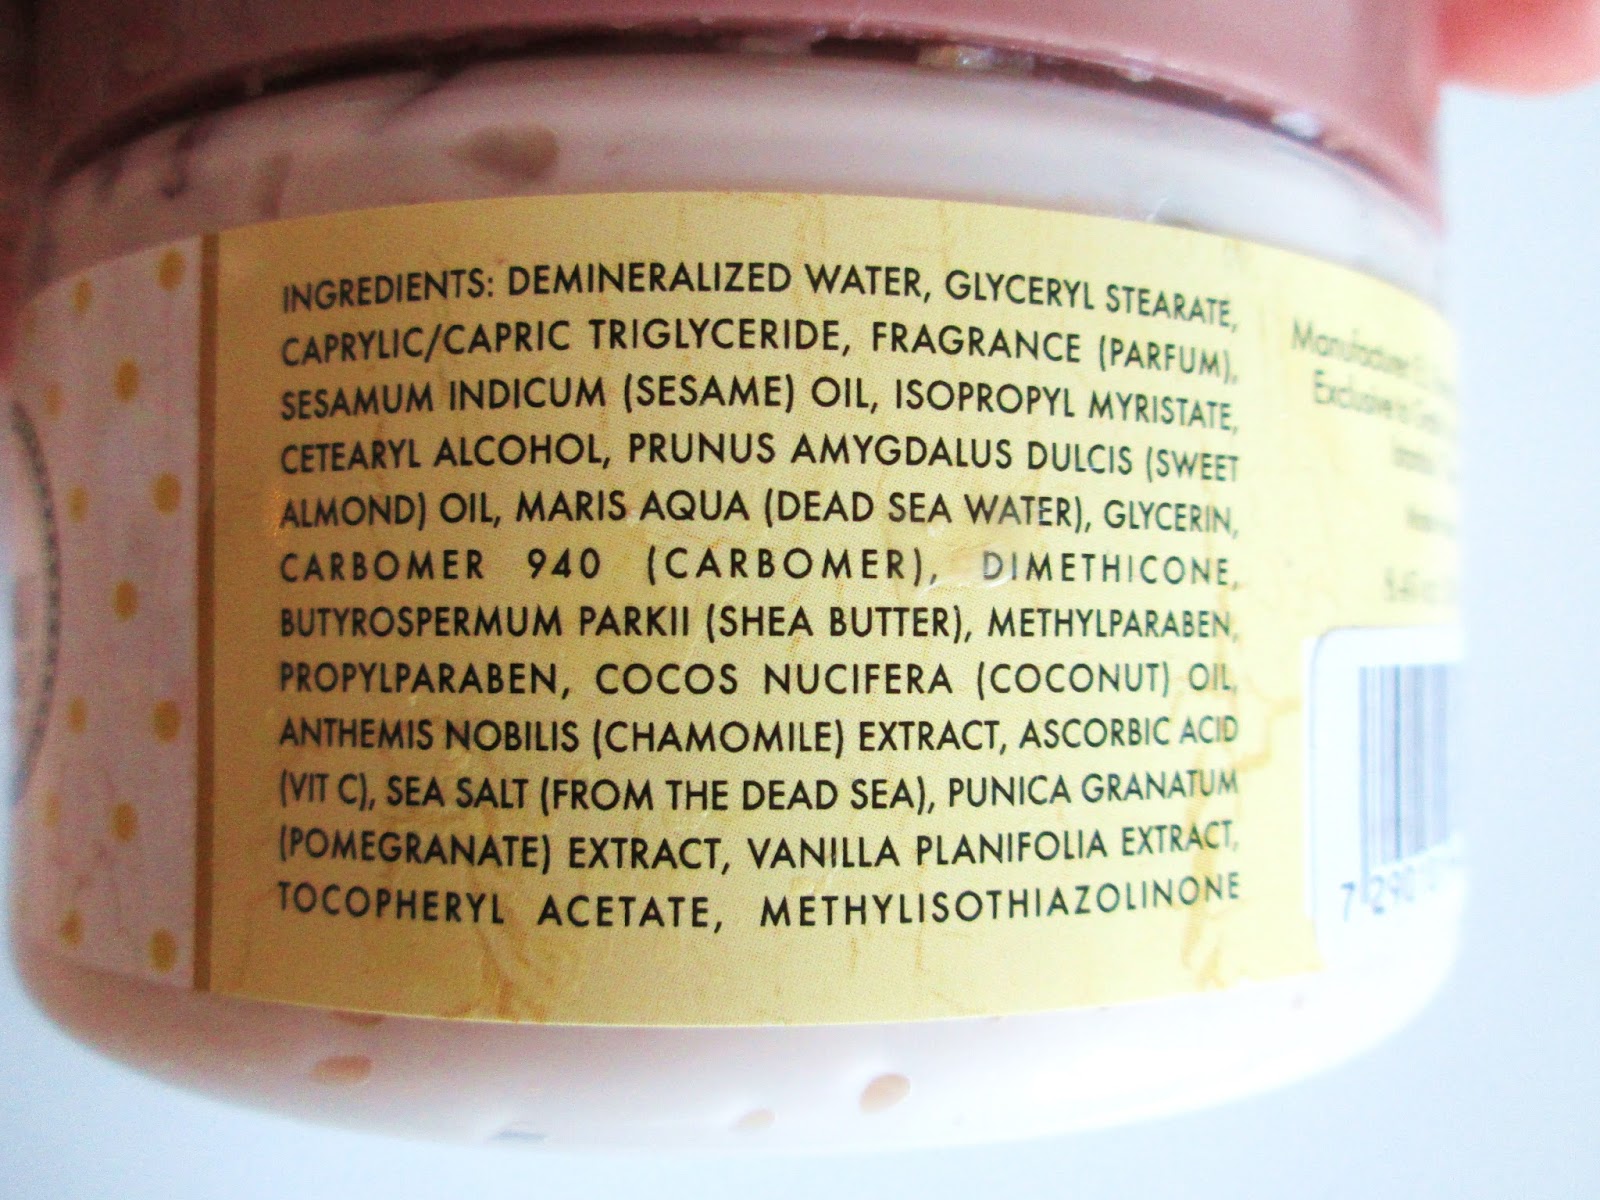 INGREDIENTS: DEMINERALIZED WATER, GLYCERYL STEARATE,
CAPRYLIC/CAPRIC TRIGLYCERIDE, FRAGRANCE (PARFUM),
SESAMUM INDICUM (SESAME) OIL, ISOPROPYL MYRISTATE,
CETEARYL ALCOHOL, PRUNUS AMYGDALUS DULCIS (SWEET
ALMOND) OIL, MARIS AQUA (DEAD SEA WATER), GLYCERIN,
CARBOMER 940 (CARBOMER), DIMETHICONE,
BUTYROSPERMUM PARKII (SHEA BUTTER), METHYLPARABEN,
PROPYLPARABEN, COCOS NUCIFERA (COCONUT) OIL,
ANTHEMIS NOBILIS (CHAMOMILE) EXTRACT, ASCORBIC ACID
(VIT C), SEA SALT (FROM THE DEAD SEA), PUNICA GRANATUM
(POMEGRANATE) EXTRACT, VANILLA PLANIFOLIA EXTRACT,
TOCOPHERYL ACETATE, METHYLISOTHIAZOLINONE
Exclusive